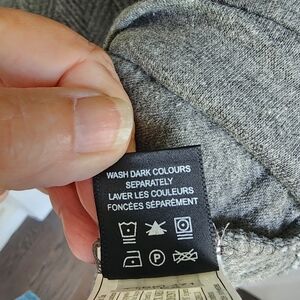 WASH DARK COLOURS
SEPARATELY
LAVER LES COULEURS
FONCÉES SÉPARÉMENT
P